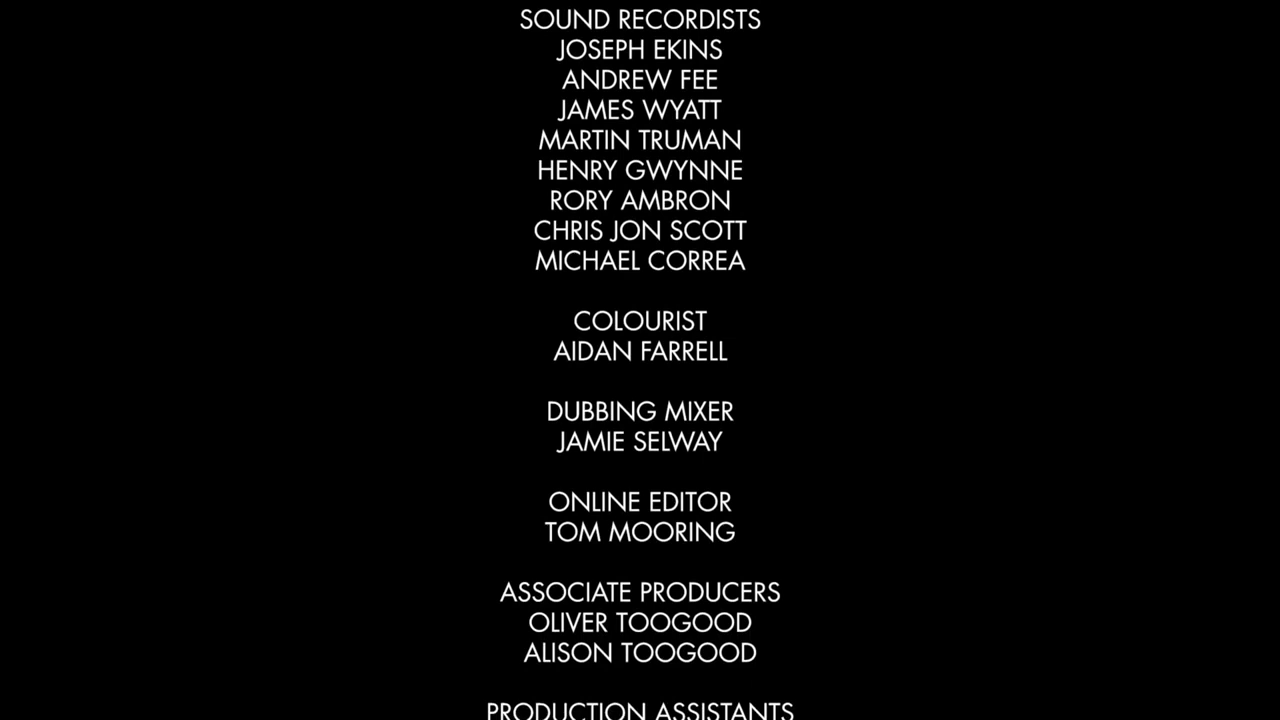 SOUND RECORDISTS
JOSEPH EKINS
ANDREW FEE
JAMES WYATT
MARTIN TRUMAN
HENRY GWYNNE
RORY AMBRON
CHRIS JON SCOTT
MICHAEL CORREA
COLOURIST
AIDAN FARRELL
DUBBING MIXER
JAMIE SELWAY
ONLINE EDITOR
TOM MOORING
ASSOCIATE PRODUCERS
OLIVER TOOGOOD
ALISON TOOGOOD
PRODUCTION ASSISTANTS